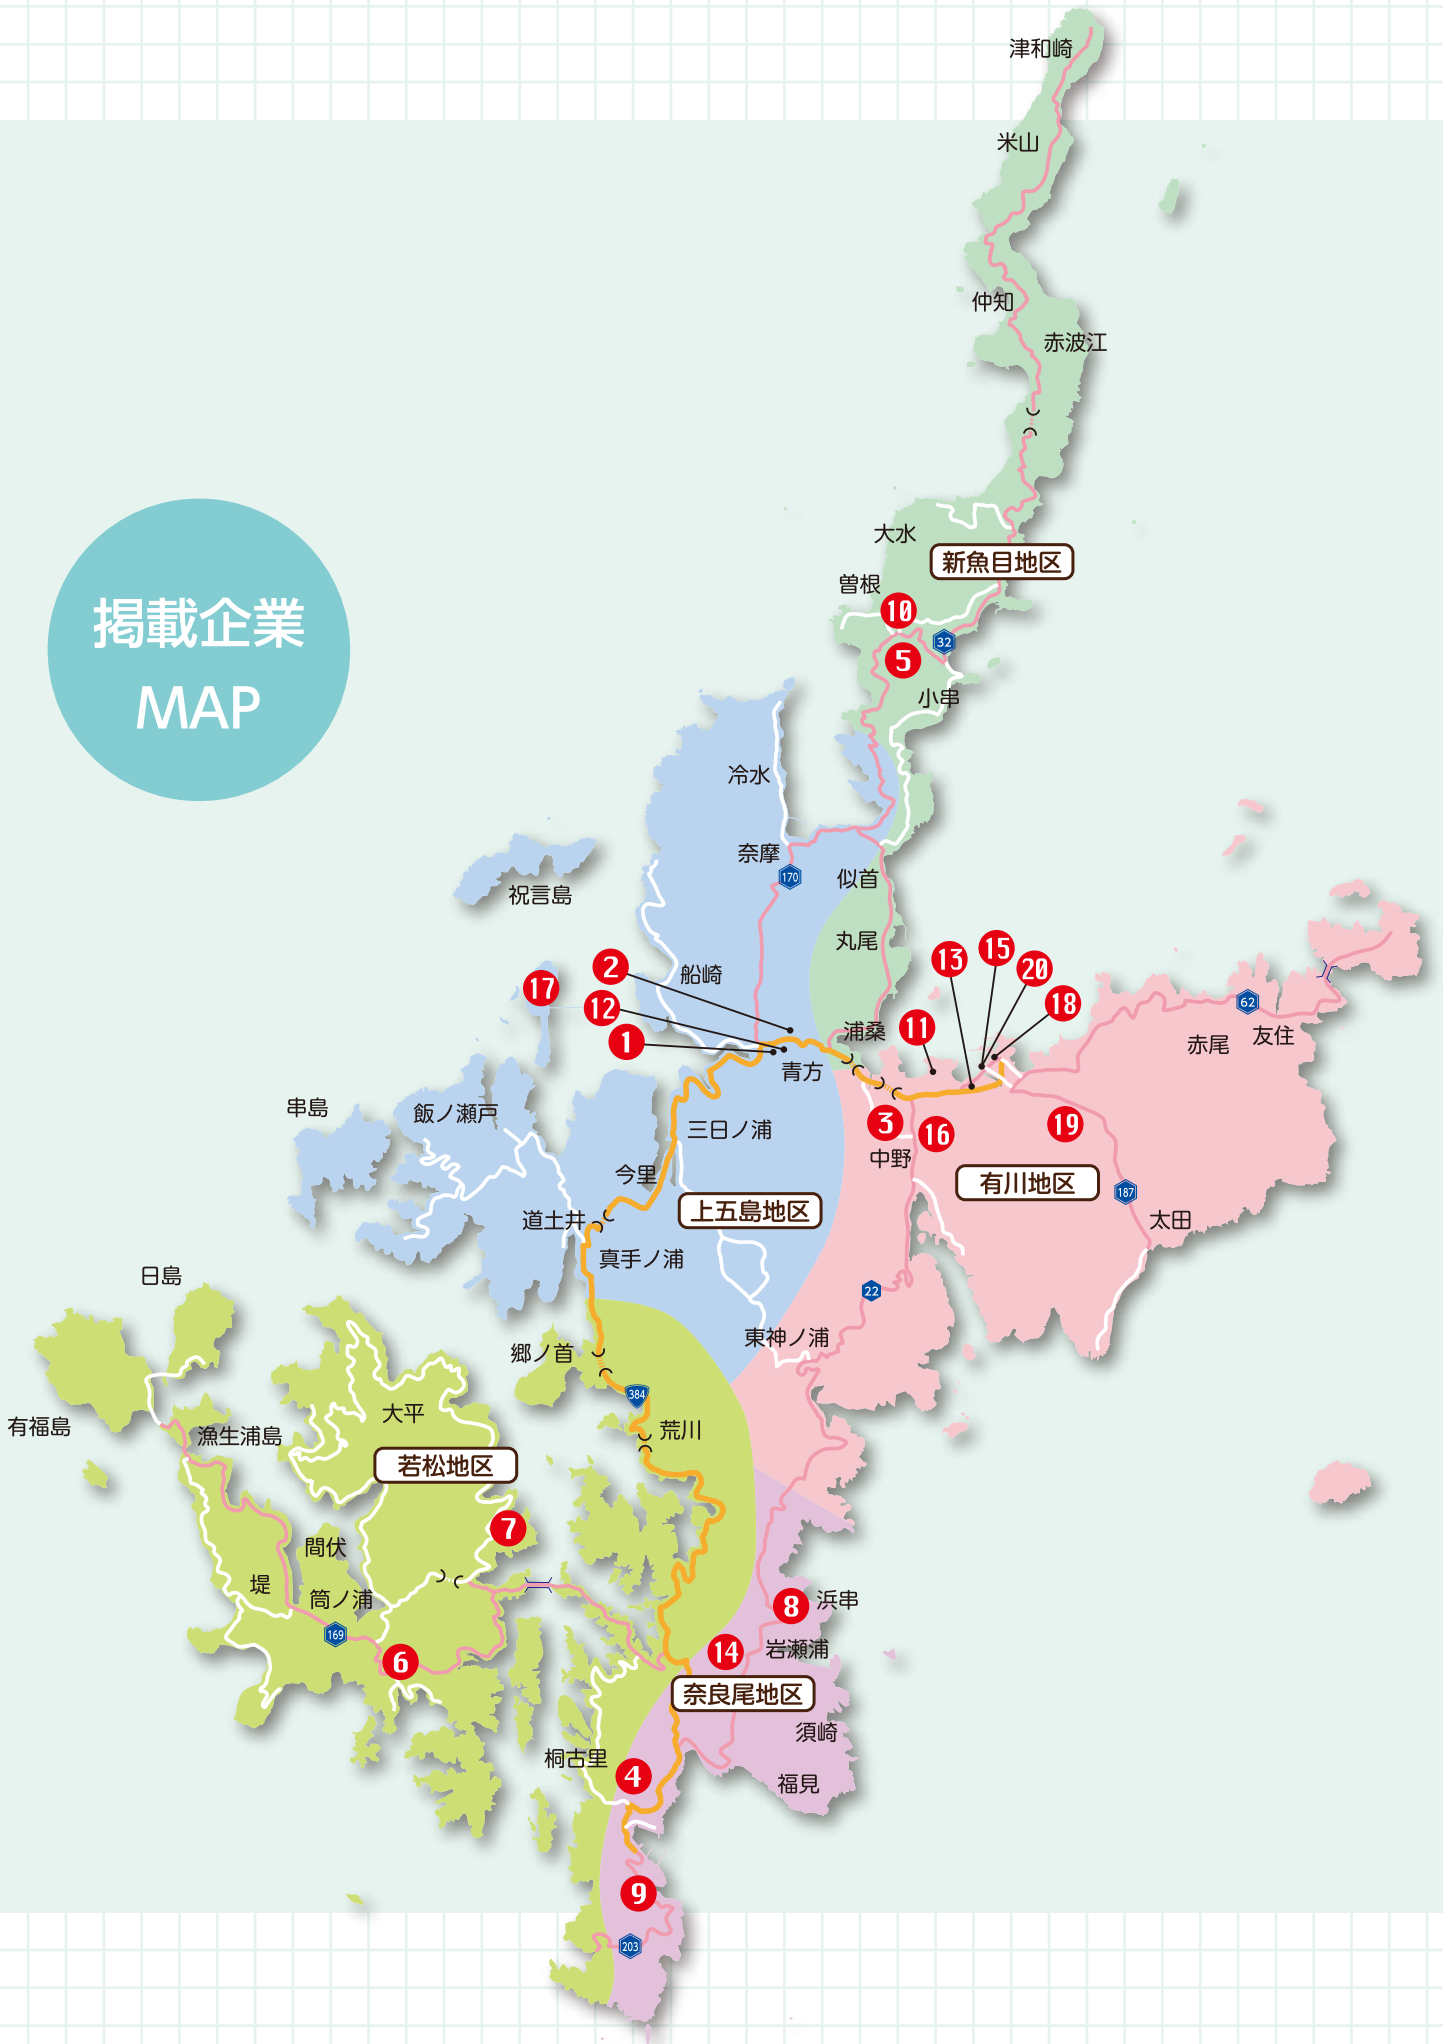 津和崎
米山
仲知
赤波江
大水
新魚目地区
曽根
10
32
5
小串
掲載企業
MAP
冷水
奈摩
170
似首
祝言島
丸尾
2
船崎
17
12
1
浦桑
青方
13
15
20
18
11
62
赤尾
友住
串島
飯ノ瀬戸
三日ノ浦
3
16
19
中野
今里
上五島地区
有川地区
187
道土井
太田
真手ノ浦
日島
22
東神ノ浦
郷ノ首
384
有福島
漁生浦島
大平
荒川
若松地区
7
間伏
堤
筒ノ浦
169
6
8
浜串
14
岩瀬浦
奈良尾地区
須崎
桐古里
4
福見
9
203